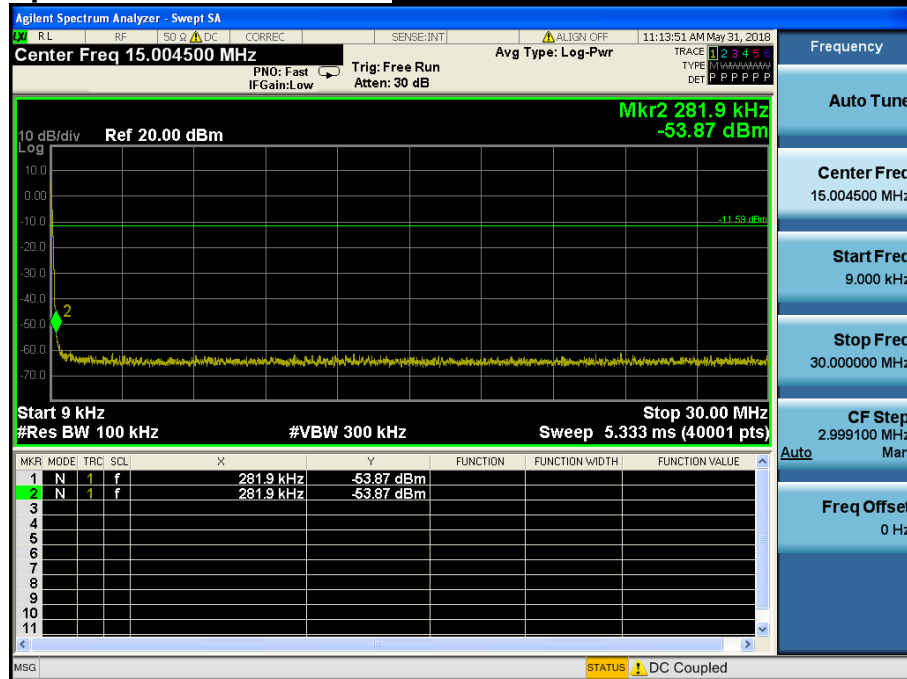 Agilent Spectrum Analyzer - Swept SA
LXI RL RF 50 Ω DC CORREC SENSE:INT ALIGN OFF 11:13:51 AM May 31, 2018
Center Freq 15.004500 MHz Avg Type: Log-Pwr TRACE 1 2 3 4 5 6
PNO: Fast Trig: Free Run TYPE M WWWWW
IFGain:Low Atten: 30 dB DET P P P P P P
Mkr2 281.9 kHz
10 dB/div Ref 20.00 dBm -53.87 dBm
Log
10.0
0.00
-10.0
-11.59 dBm
-20.0
-30.0
-40.0
2
-50.0
-60.0
-70.0
Start 9 kHz Stop 30.00 MHz
#Res BW 100 kHz #VBW 300 kHz Sweep 5.333 ms (40001 pts)
MKR MODE TRC SCL X Y FUNCTION FUNCTION WIDTH FUNCTION VALUE
1 N 1 f 281.9 kHz -53.87 dBm
2 N 1 f 281.9 kHz -53.87 dBm
3
4
5
6
7
8
9
10
11
MSG STATUS DC Coupled
Frequency
Auto Tune
Center Freq
15.004500 MHz
Start Freq
9.000 kHz
Stop Freq
30.000000 MHz
CF Step
2.999100 MHz
Auto Man
Freq Offset
0 Hz